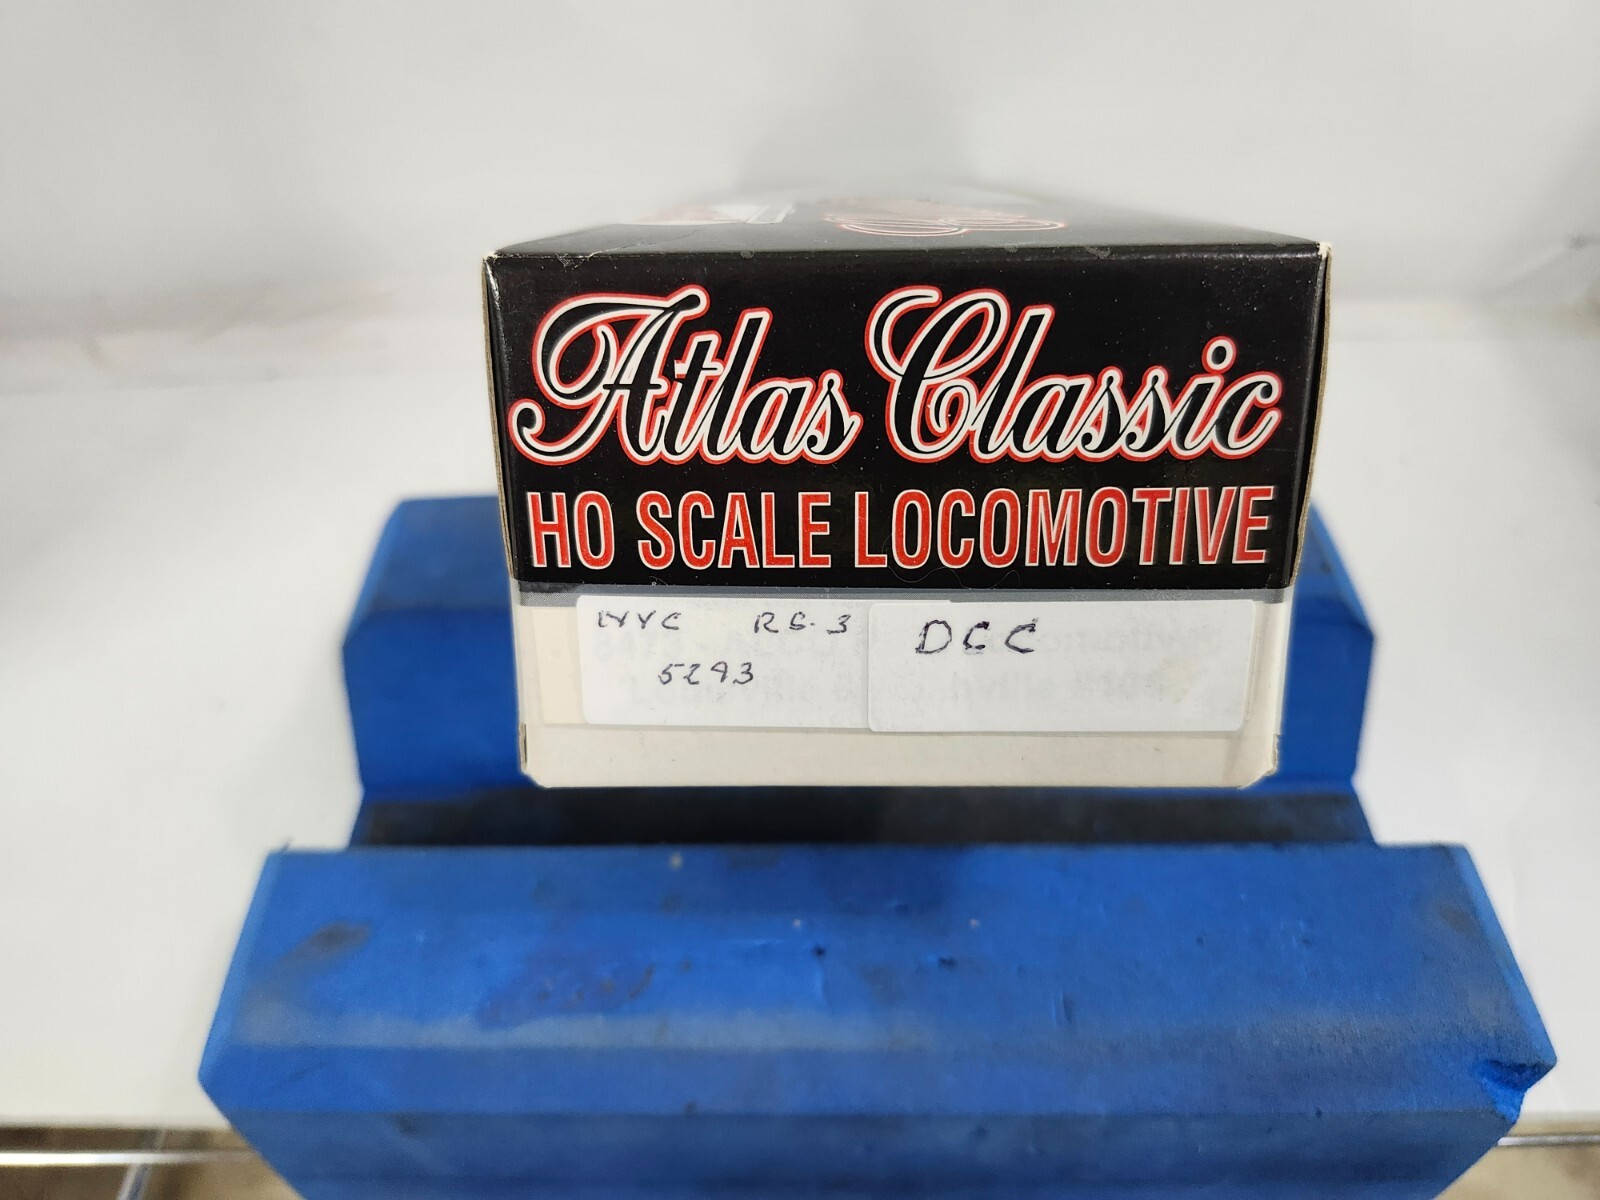 Atlas Classic
HO SCALE LOCOMOTIVE
NYC RS-3 DCC
5293